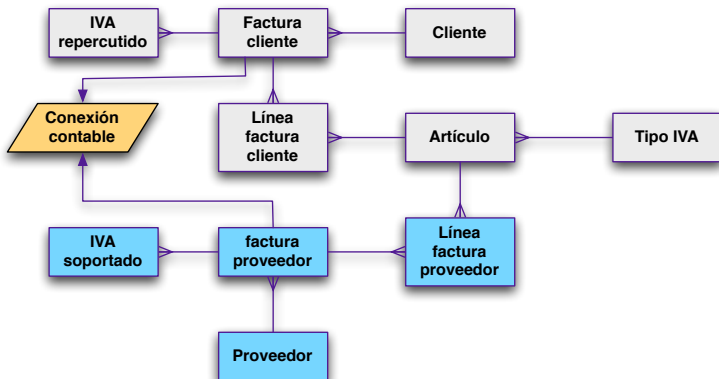 IVA
repercutido
Factura
cliente
Cliente
Conexión
contable
Línea
factura
cliente
Artículo
Tipo IVA
IVA
soportado
factura
proveedor
Línea
factura
proveedor
Proveedor